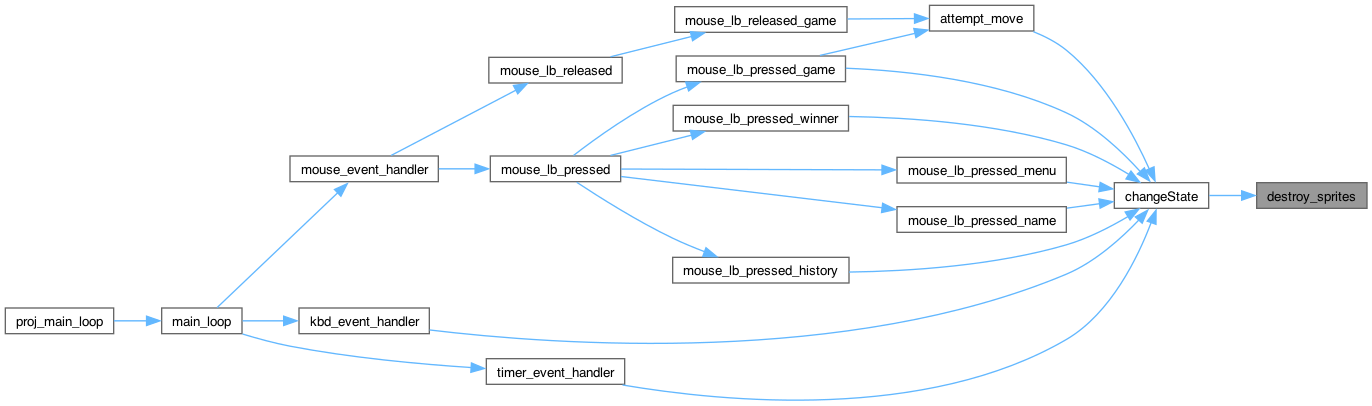 mouse_lb_released_game
attempt_move
mouse_lb_released
mouse_lb_pressed_game
mouse_lb_pressed_winner
mouse_event_handler
mouse_lb_pressed
mouse_lb_pressed_menu
changeState
destroy_sprites
mouse_lb_pressed_name
mouse_lb_pressed_history
proj_main_loop
main_loop
kbd_event_handler
timer_event_handler